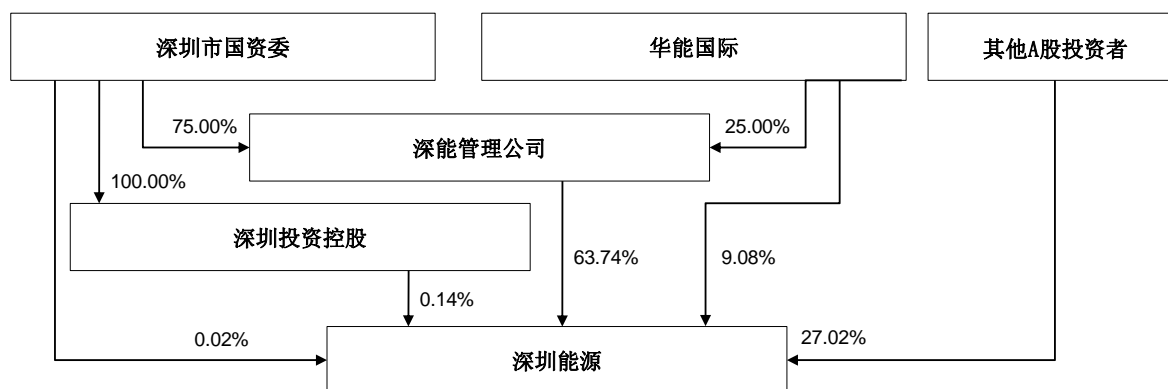 深圳市国资委
华能国际
其他A股投资者
75.00%
深能管理公司
25.00%
100.00%
深圳投资控股
63.74%
9.08%
0.14%
0.02%
深圳能源
27.02%